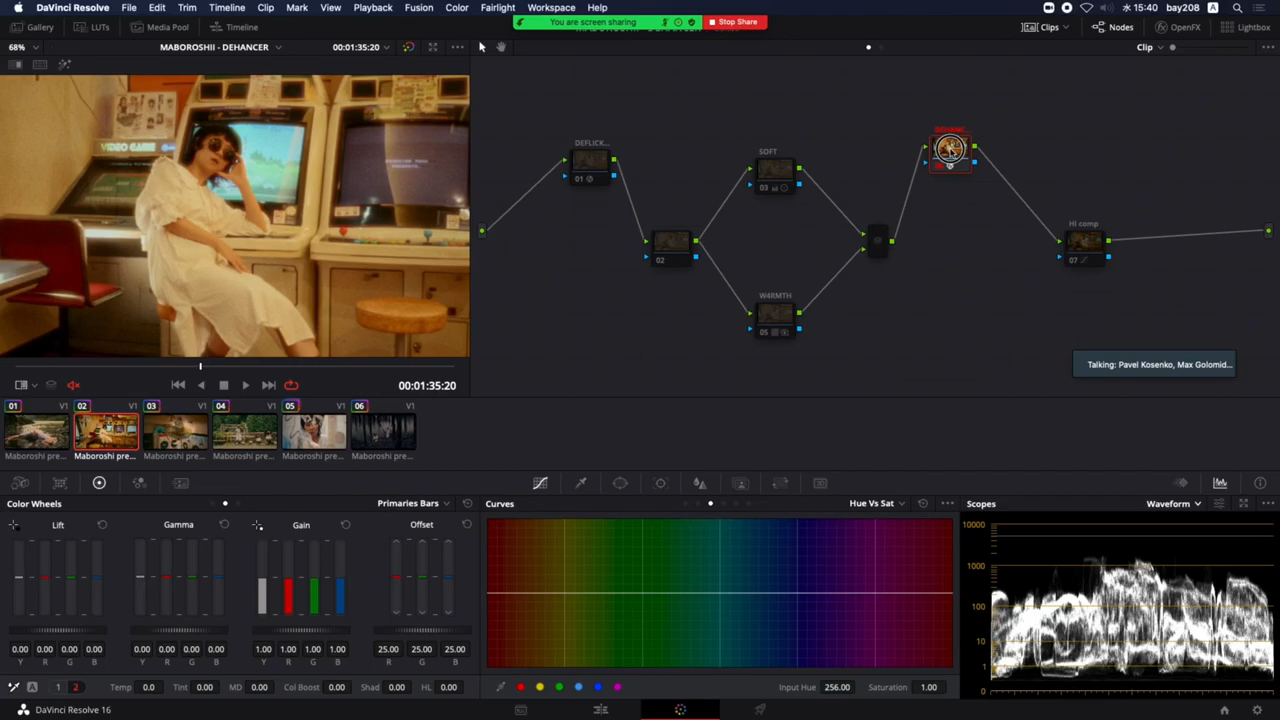 DaVinci Resolve File Edit Trim Timeline Clip Mark View Playback Fusion Color Fairlight Workspace Help 水 15:40 bay208 A
You are screen sharing Stop Share
Gallery LUTs Media Pool Timeline Clips Nodes OpenFX Lightbox
68% MABOROSHII - DEHANCER 00:01:35:20 Clip
VIDEO GAME
DEFLICK...
01
02
SOFT
03
W4RMTH
05
HI comp
07
Talking: Pavel Kosenko, Max Golomid...
00:01:35:20
01 V1 02 V1 03 V1 04 V1 05 V1 06 V1
Maboroshi pre... Maboroshi pre... Maboroshi pre... Maboroshi pre... Maboroshi pre... Maboroshi pre...
Color Wheels Primaries Bars Curves Hue Vs Sat Scopes Waveform
Lift Gamma Gain Offset
10000
1000
100
10
1
0
0.00 0.00 0.00 0.00 0.00 0.00 0.00 0.00 1.00 1.00 1.00 1.00 25.00 25.00 25.00
Y R G B Y R G B Y R G B R G B
A 1 2 Temp 0.0 Tint 0.00 MD 0.00 Col Boost 0.00 Shad 0.00 HL 0.00 Input Hue 256.00 Saturation 1.00
DaVinci Resolve 16